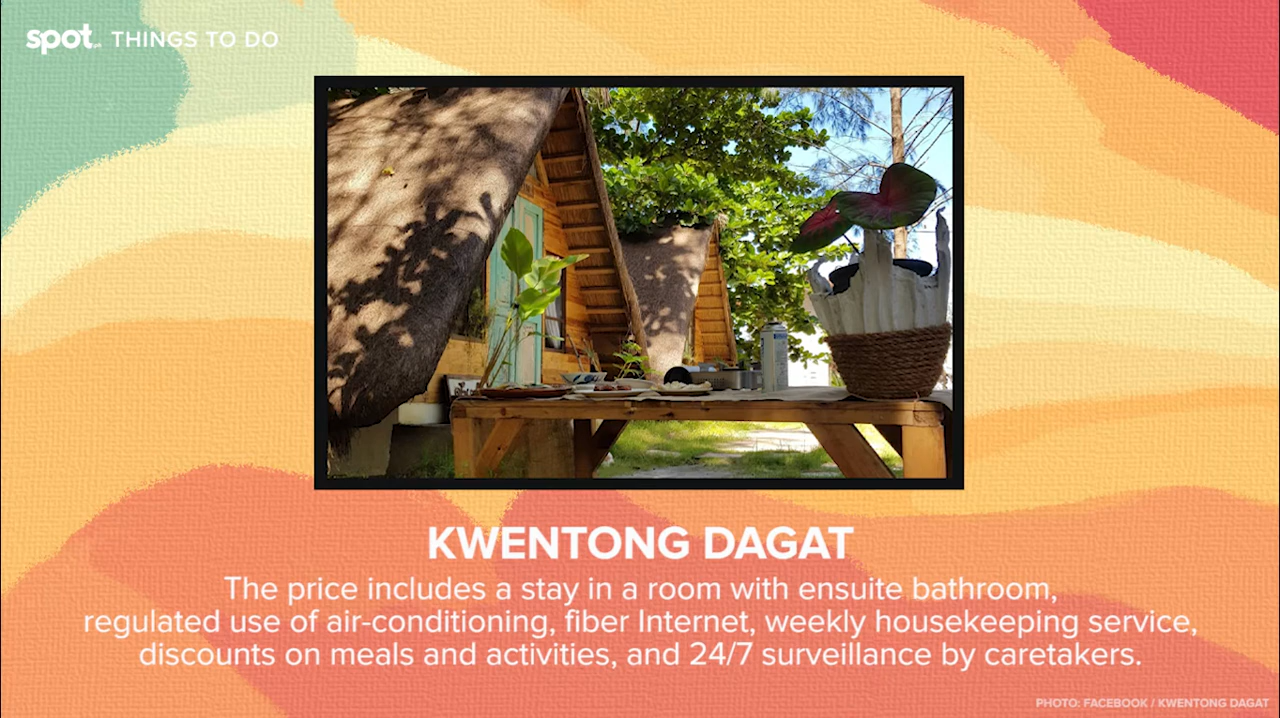 spot.ph THINGS TO DO
KWENTONG DAGAT
The price includes a stay in a room with ensuite bathroom,
regulated use of air-conditioning, fiber Internet, weekly housekeeping service,
discounts on meals and activities, and 24/7 surveillance by caretakers.
PHOTO: FACEBOOK / KWENTONG DAGAT